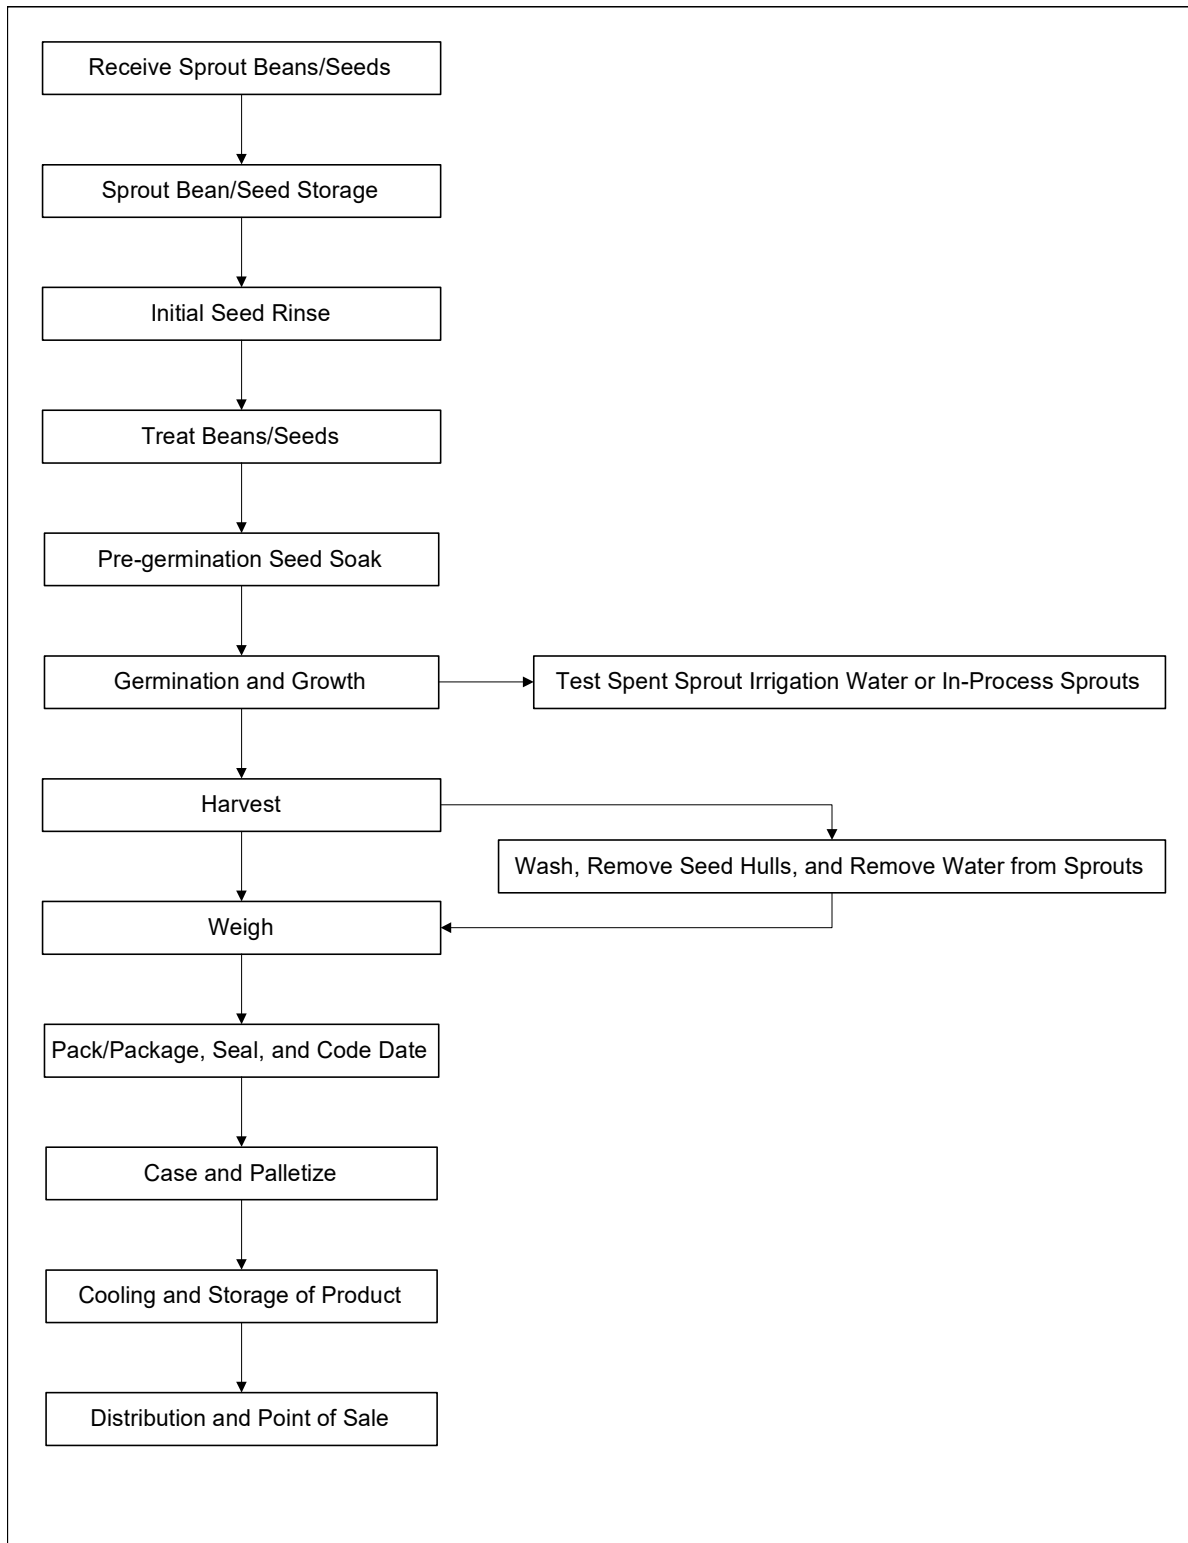 Receive Sprout Beans/Seeds
Sprout Bean/Seed Storage
Initial Seed Rinse
Treat Beans/Seeds
Pre-germination Seed Soak
Germination and Growth
Test Spent Sprout Irrigation Water or In-Process Sprouts
Harvest
Wash, Remove Seed Hulls, and Remove Water from Sprouts
Weigh
Pack/Package, Seal, and Code Date
Case and Palletize
Cooling and Storage of Product
Distribution and Point of Sale